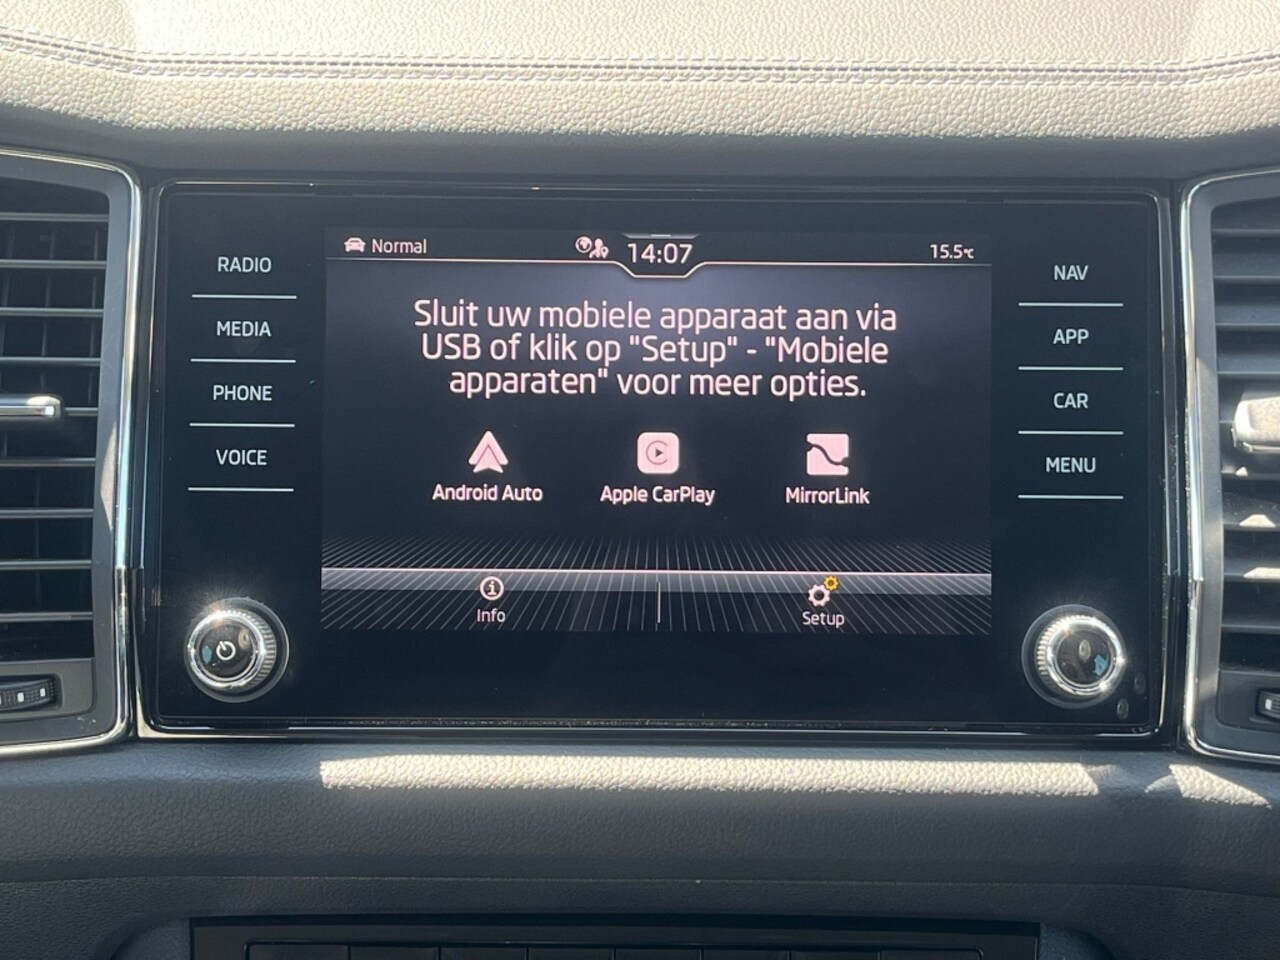 Normal
14:07
15.5°C
RADIO
MEDIA
PHONE
VOICE
Sluit uw mobiele apparaat aan via
USB of klik op "Setup" - "Mobiele
apparaten" voor meer opties.
Android Auto
Apple CarPlay
MirrorLink
Info
Setup
NAV
APP
CAR
MENU